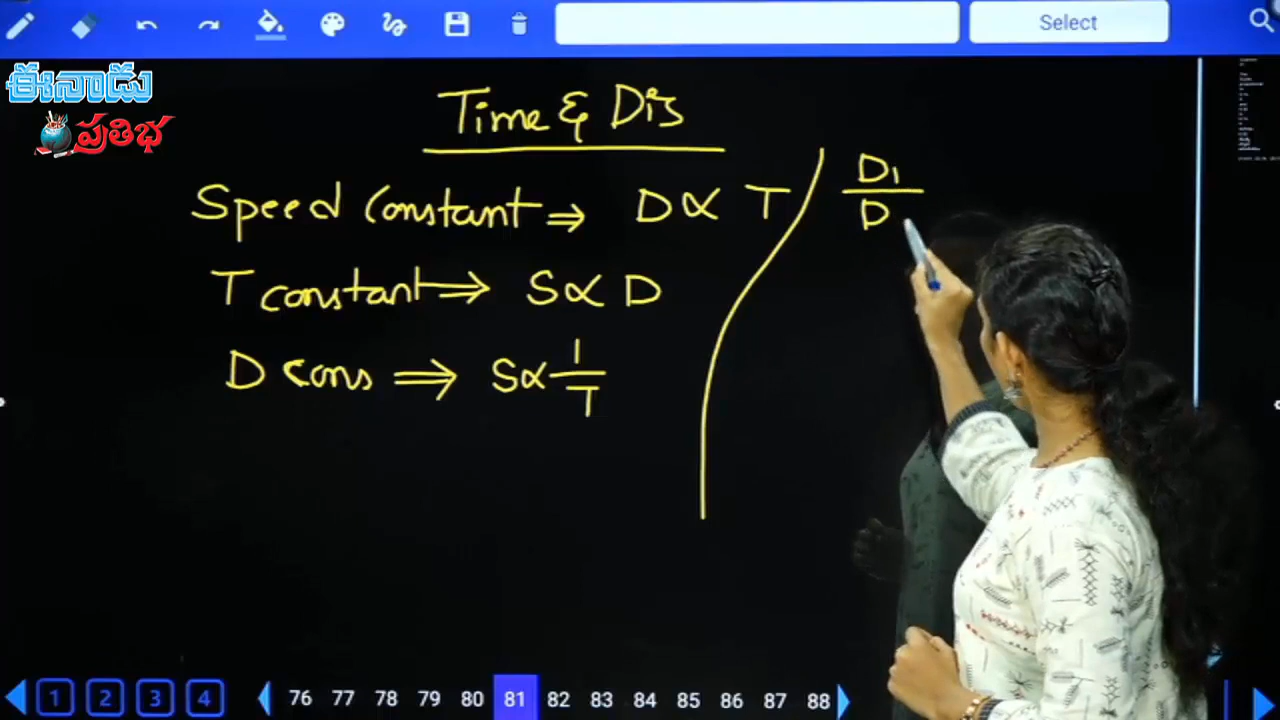 Select
ఈనాడు
ప్రతిభ
Time & Dis
Speed Constant ⇒ D ∝ T
D1
D
T constant ⇒ S ∝ D
D cons ⇒ S ∝ 1/T
1 2 3 4 76 77 78 79 80 81 82 83 84 85 86 87 88